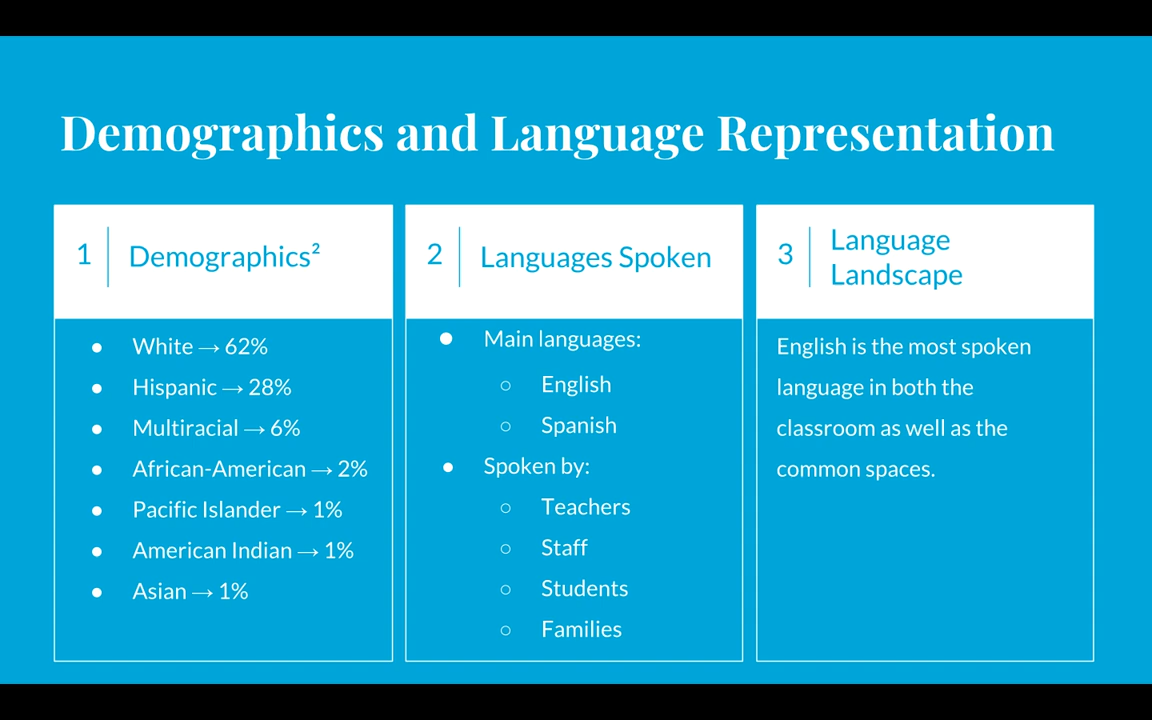 Demographics and Language Representation
1
Demographics²
● White → 62%
● Hispanic → 28%
● Multiracial → 6%
● African-American → 2%
● Pacific Islander → 1%
● American Indian → 1%
● Asian → 1%
2
Languages Spoken
● Main languages:
○ English
○ Spanish
● Spoken by:
○ Teachers
○ Staff
○ Students
○ Families
3
Language
Landscape
English is the most spoken
language in both the
classroom as well as the
common spaces.